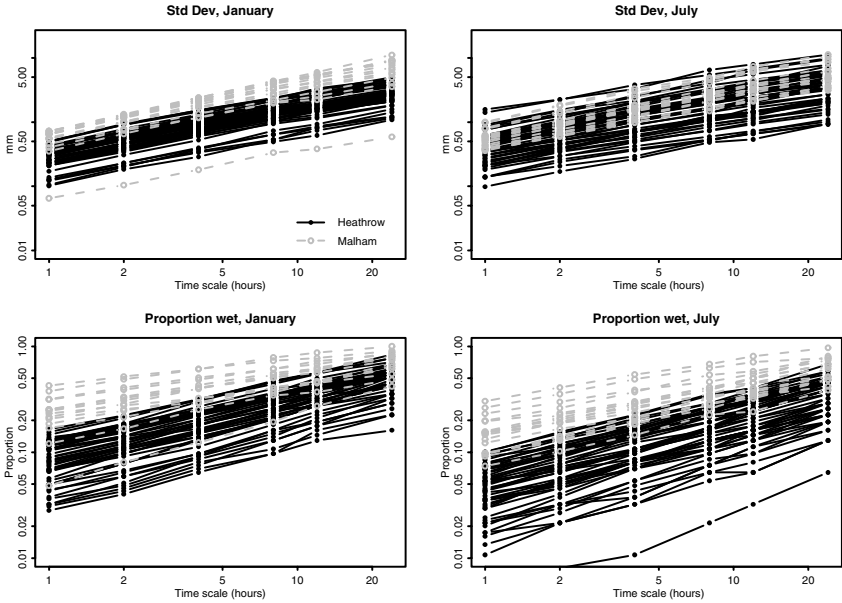 Std Dev, January
mm
5.00
0.50
0.05
0.01
Heathrow
Malham
1 2 5 10 20
Time scale (hours)
Std Dev, July
mm
5.00
0.50
0.05
0.01
1 2 5 10 20
Time scale (hours)
Proportion wet, January
Proportion
1.00
0.50
0.20
0.10
0.05
0.02
0.01
1 2 5 10 20
Time scale (hours)
Proportion wet, July
Proportion
1.00
0.50
0.20
0.10
0.05
0.02
0.01
1 2 5 10 20
Time scale (hours)